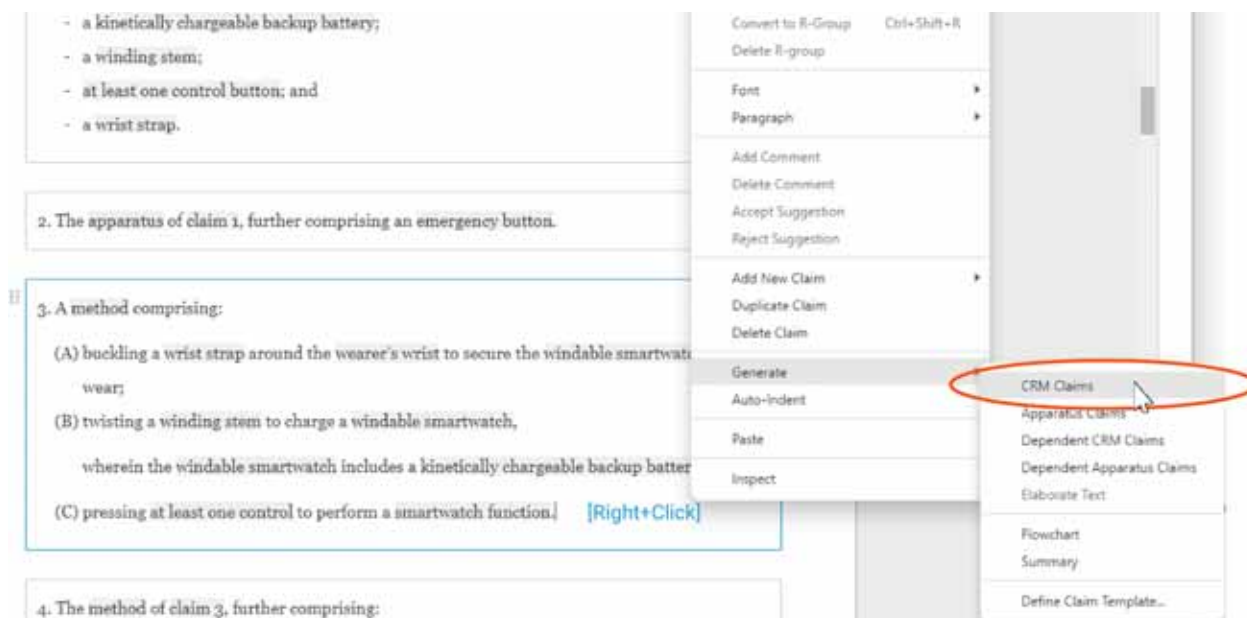 - a kinetically chargeable backup battery;
- a winding stem;
- at least one control button; and
- a wrist strap.
2. The apparatus of claim 1, further comprising an emergency button.
3. A method comprising:
(A) buckling a wrist strap around the wearer's wrist to secure the windable smartwat
wear;
(B) twisting a winding stem to charge a windable smartwatch,
wherein the windable smartwatch includes a kinetically chargeable backup batter
(C) pressing at least one control to perform a smartwatch function. [Right+Click]
4. The method of claim 3, further comprising:
Convert to R-Group Ctrl+Shift+R
Delete R-group
Font
Paragraph
Add Comment
Delete Comment
Accept Suggestion
Reject Suggestion
Add New Claim
Duplicate Claim
Delete Claim
Generate
Auto-Indent
Paste
Inspect
CRM Claims
Apparatus Claims
Dependent CRM Claims
Dependent Apparatus Claims
Elaborate Text
Flowchart
Summary
Define Claim Template...